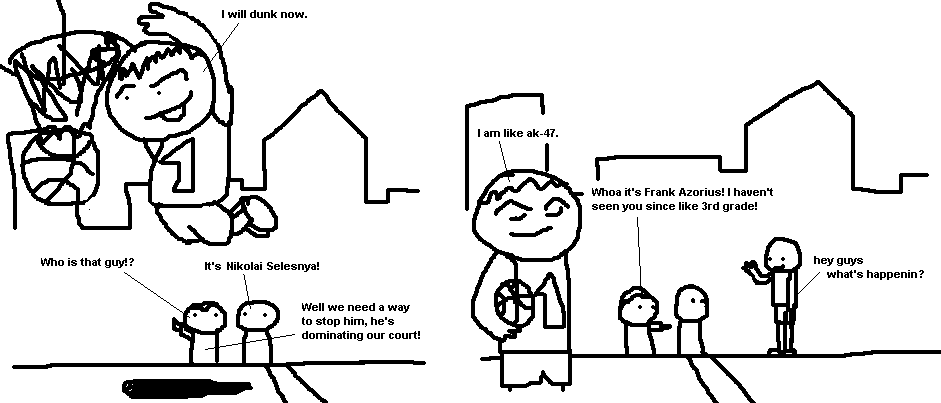 I will dunk now.
1
Who is that guy!?
It's Nikolai Selesnya!
Well we need a way
to stop him, he's
dominating our court!
I am like ak-47.
1
Whoa it's Frank Azorius! I haven't
seen you since like 3rd grade!
hey guys
what's happenin?